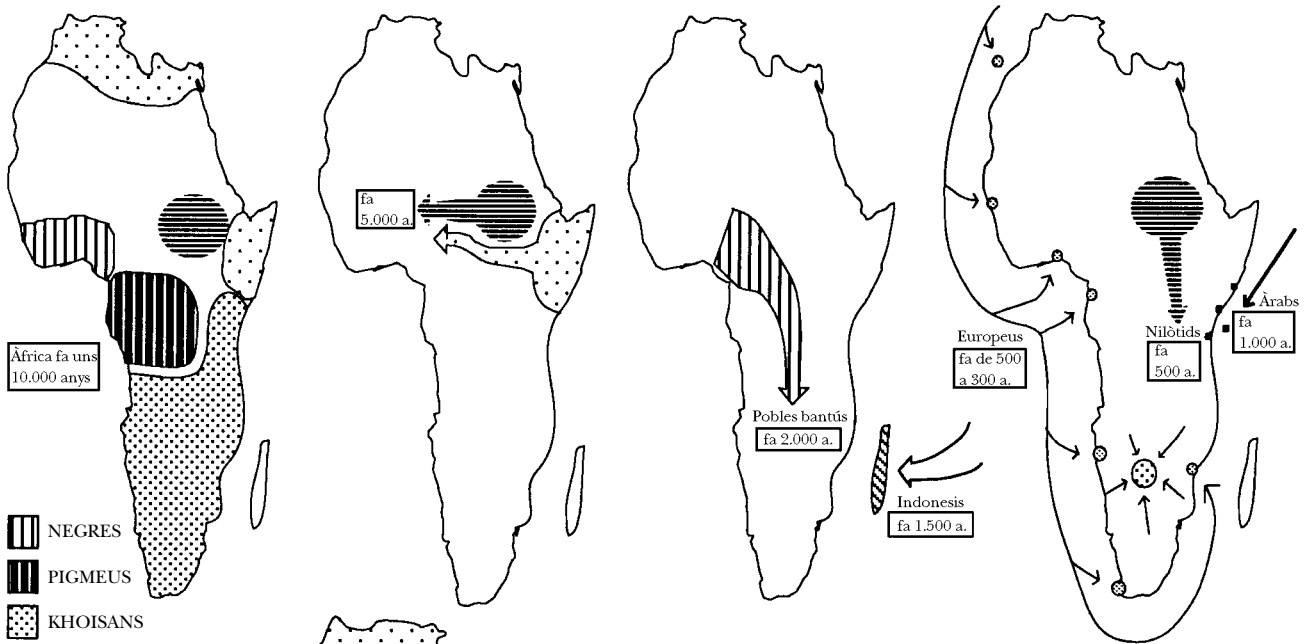 Àfrica fa uns
10.000 anys
NEGRES
PIGMEUS
KHOISANS
fa
5.000 a.
Pobles bantús
fa 2.000 a.
Indonesis
fa 1.500 a.
Europeus
fa de 500
a 300 a.
Nilòtids
fa
500 a.
Àrabs
fa
1.000 a.